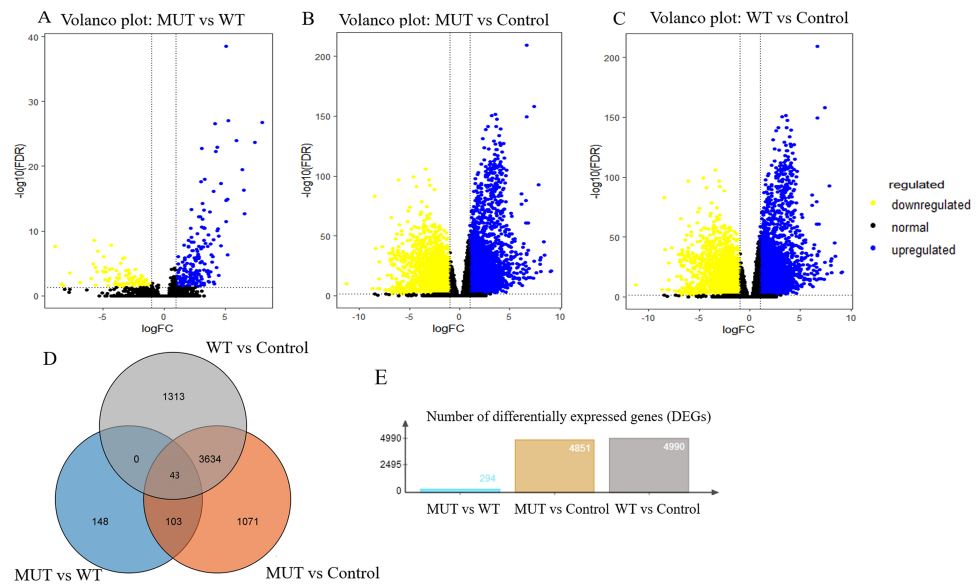 A
Volanco plot: MUT vs WT
40
30
20
10
0
-log10(FDR)
-5
0
5
logFC
B
Volanco plot: MUT vs Control
200
150
100
50
0
-log10(FDR)
-10
-5
0
5
10
logFC
C
Volanco plot: WT vs Control
200
150
100
50
0
-log10(FDR)
-10
-5
0
5
10
logFC
regulated
downregulated
normal
upregulated
D
WT vs Control
1313
0
3634
43
148
103
1071
MUT vs WT
MUT vs Control
E
Number of differentially expressed genes (DEGs)
4990
2495
0
294
4851
4990
MUT vs WT
MUT vs Control
WT vs Control